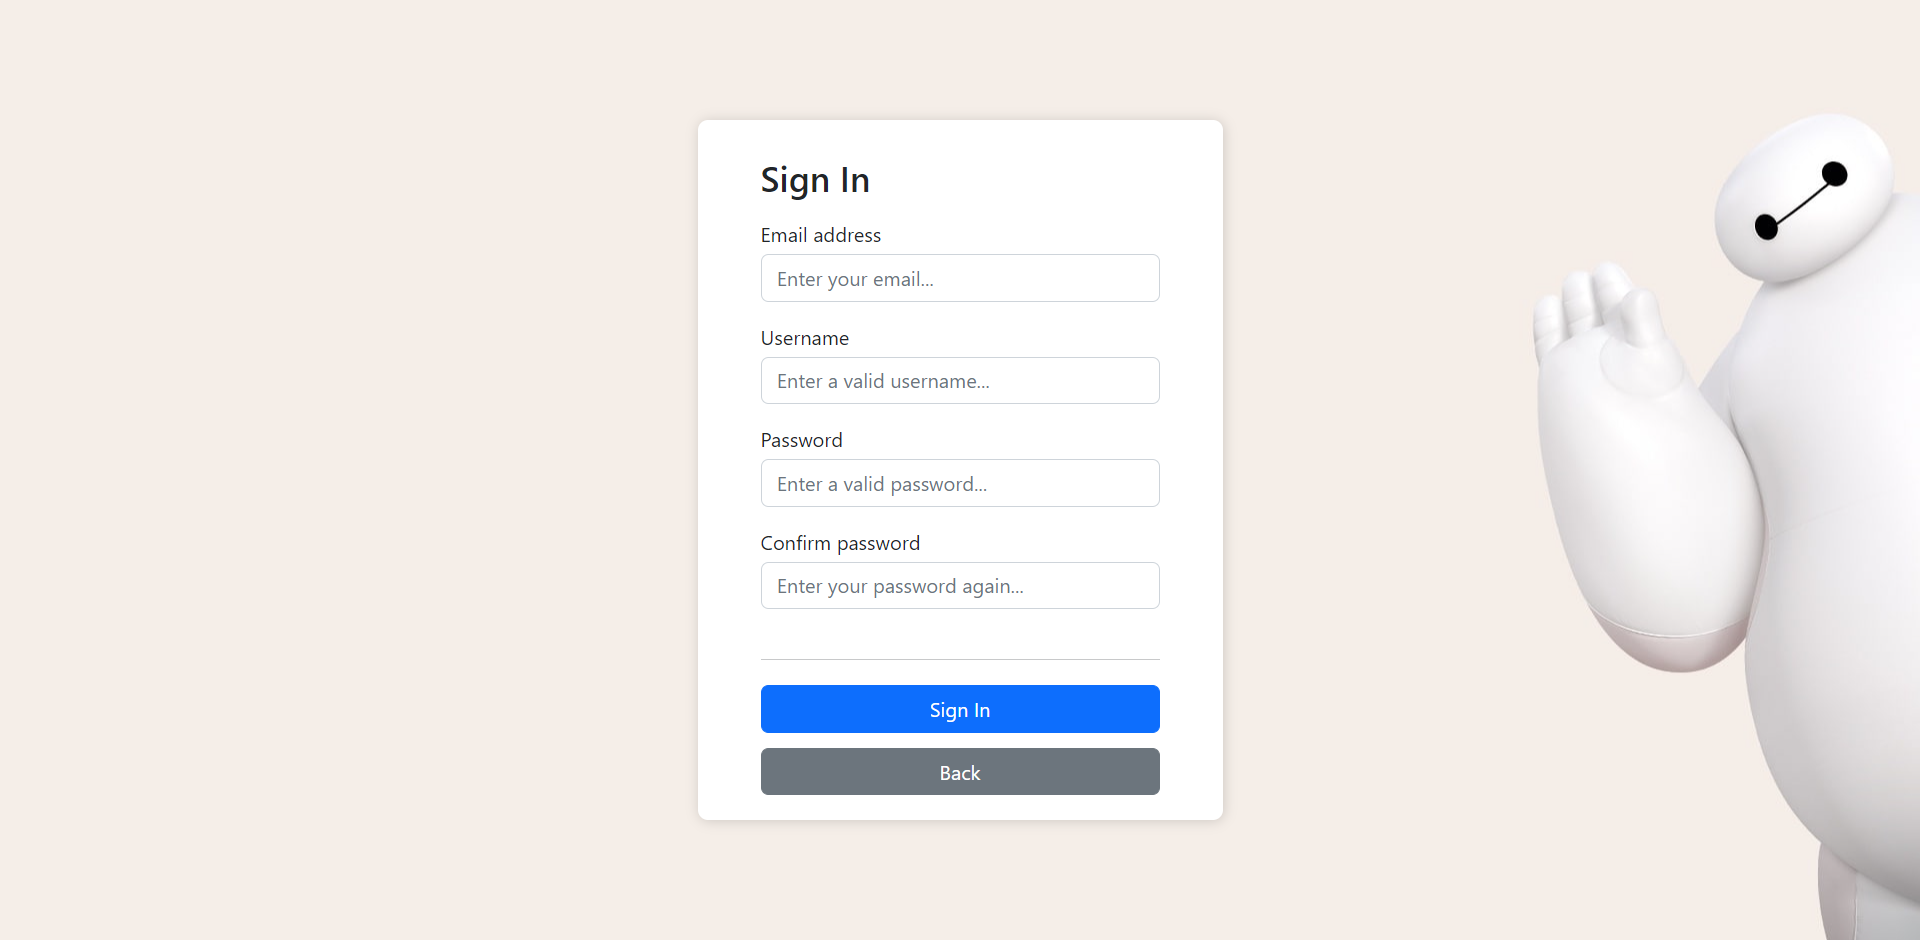 Sign In
Email address
Enter your email...
Username
Enter a valid username...
Password
Enter a valid password...
Confirm password
Enter your password again...
Sign In
Back